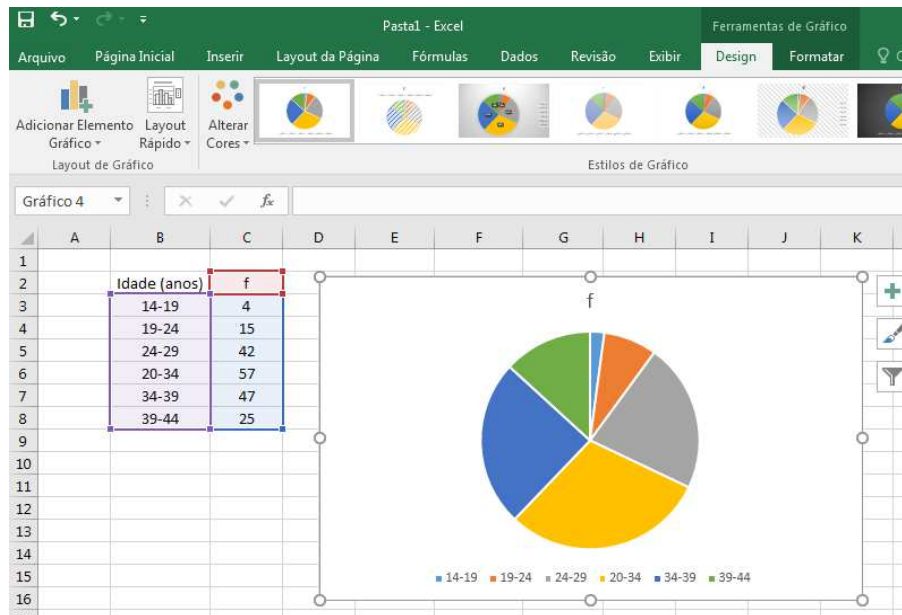 Pasta1 - Excel
Ferramentas de Gráfico
Arquivo Página Inicial Inserir Layout da Página Fórmulas Dados Revisão Exibir Design Formatar
Adicionar Elemento Gráfico
Layout Rápido
Alterar Cores
Layout de Gráfico
Estilos de Gráfico
Gráfico 4
fx
A B C D E F G H I J K
1
2 Idade (anos) f
3 14-19 4
4 19-24 15
5 24-29 42
6 20-34 57
7 34-39 47
8 39-44 25
9
10
11
12
13
14
15
16
f
14-19 19-24 24-29 20-34 34-39 39-44